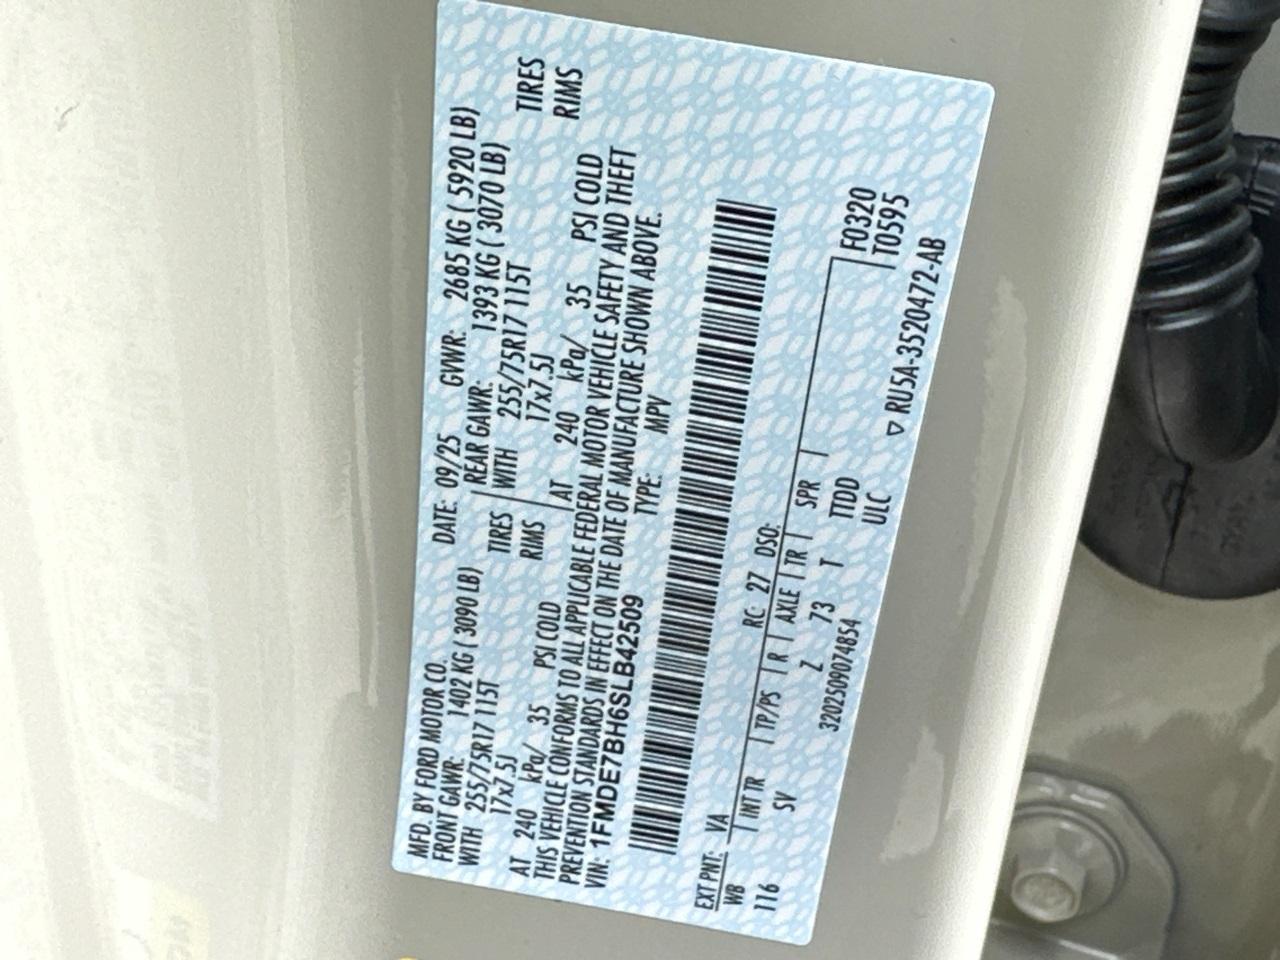 MFD. BY FORD MOTOR CO.
DATE: 09/25 GVWR: 2685 KG ( 5920 LB)
FRONT GAWR: 1402 KG ( 3090 LB)
REAR GAWR: 1393 KG ( 3070 LB)
WITH 255/75R17 115T TIRES
WITH 255/75R17 115T TIRES
17x7.5J RIMS
17x7.5J RIMS
AT 240 kPa/ 35 PSI COLD
AT 240 kPa/ 35 PSI COLD
THIS VEHICLE CONFORMS TO ALL APPLICABLE FEDERAL MOTOR VEHICLE SAFETY AND THEFT
PREVENTION STANDARDS IN EFFECT ON THE DATE OF MANUFACTURE SHOWN ABOVE.
VIN: 1FMDE7BH6SLB42509 TYPE: MPV
EXT PNT: VA RC: 27 DSO:
WB INT TR TP/PS R AXLE TR SPR F0320
116 SV Z 73 T TTDD T0595
3202509074854 ULC
▽ RU5A-3520472-AB